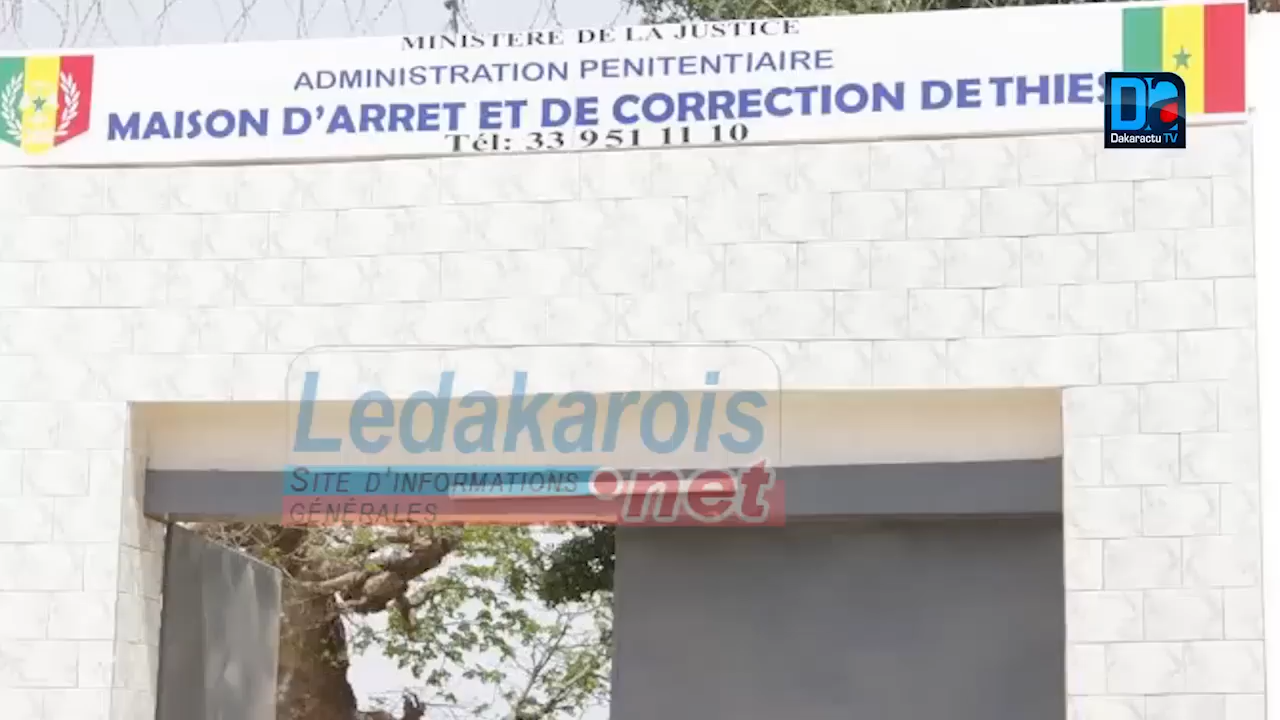 MINISTERE DE LA JUSTICE
ADMINISTRATION PENITENTIAIRE
MAISON D'ARRET ET DE CORRECTION DE THIES
Tél: 33 951 11 10
Dakaractu TV
Ledakarois
SITE D'INFORMATIONS
GÉNÉRALES
.net